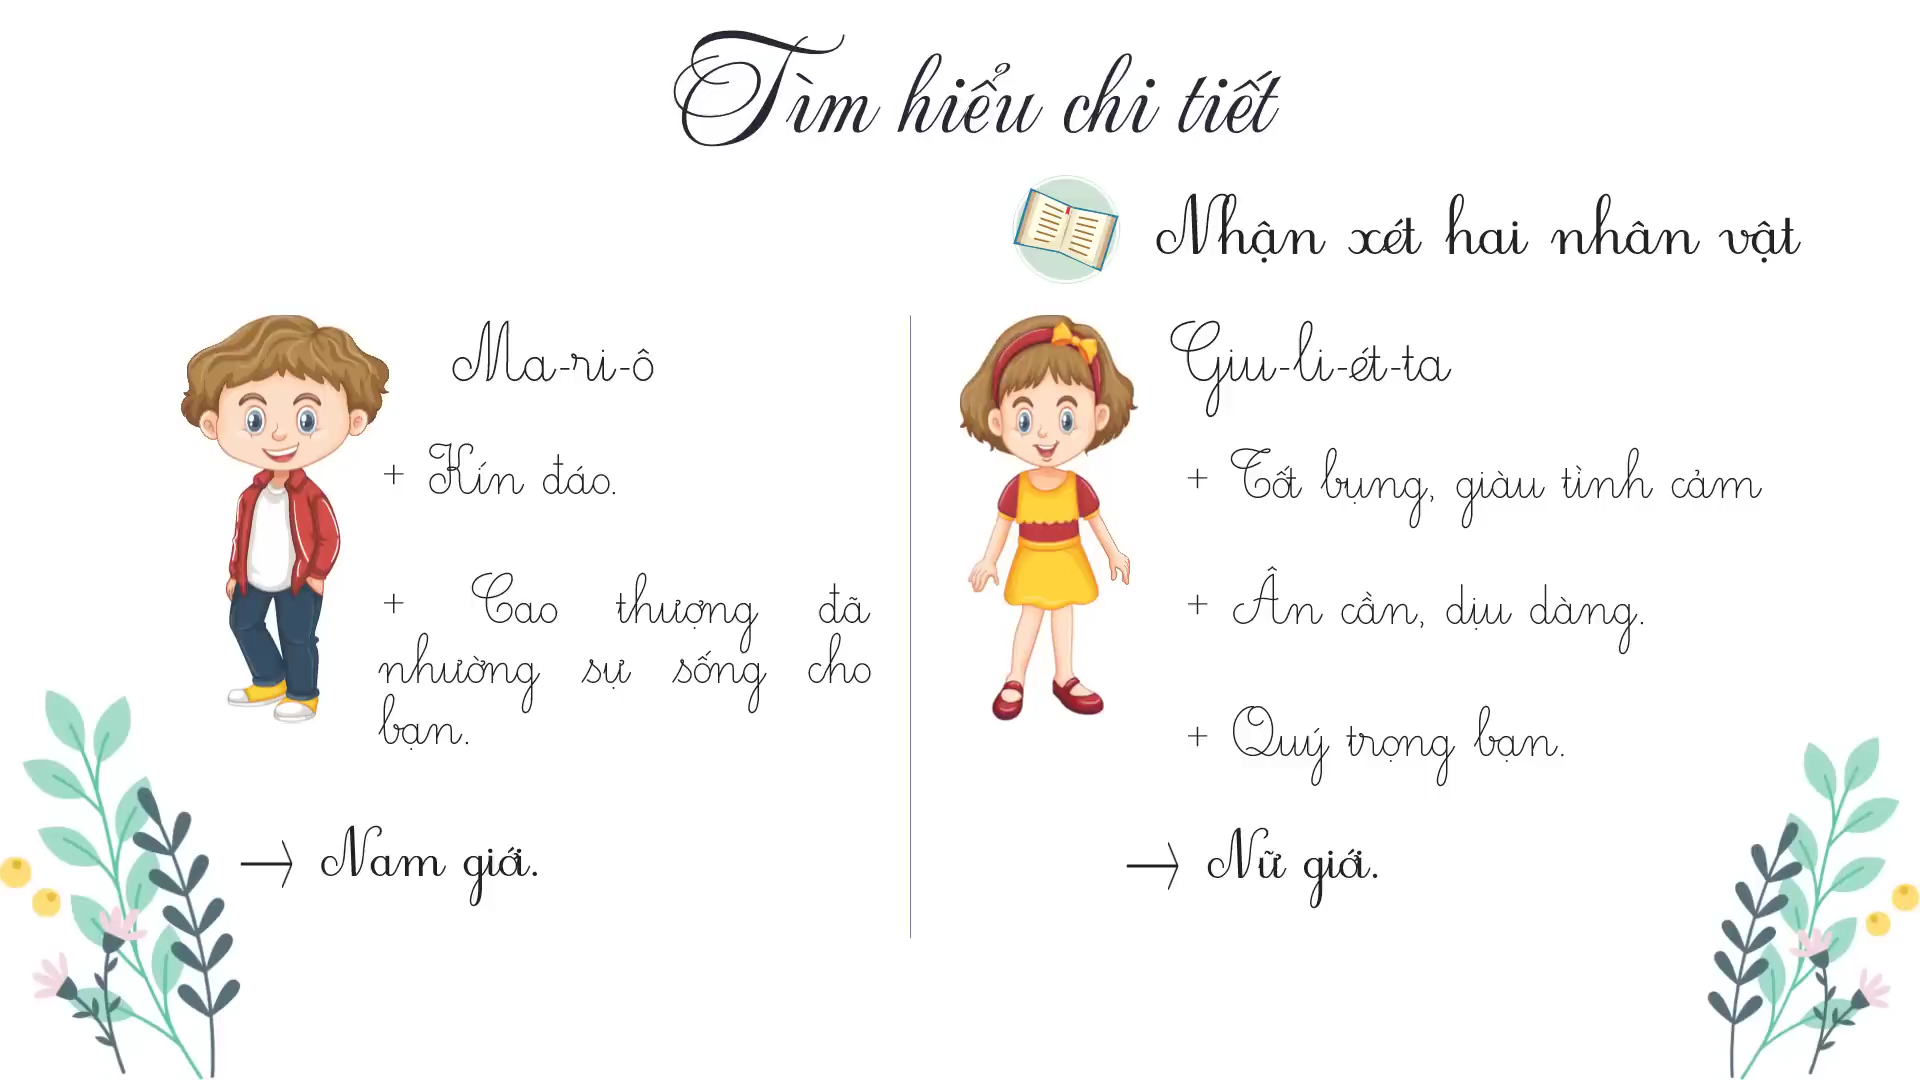 Tìm hiểu chi tiết
Nhận xét hai nhân vật
Ma-ri-ô
+ Kín đáo.
+ Cao thượng đã
nhường sự sống cho
bạn.
→ Nam giới.
Giu-li-ét-ta
+ Tốt bụng, giàu tình cảm
+ Ân cần, dịu dàng.
+ Quý trọng bạn.
→ Nữ giới.